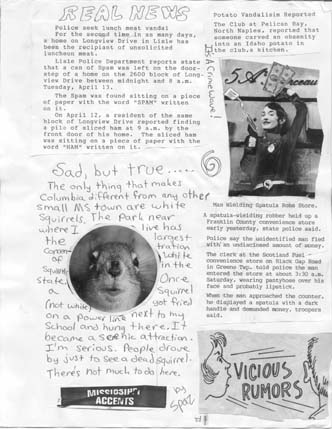 REAL NEWS
Police seek lunch meat vandal
For the second time in as many days,
a home on Longview Drive in Lixie has
been the recipient of unsolicited
luncheon meat.
Lixie Police Department reports state
that a can of Spam was left on the door-
step of a home on the 2600 block of Long-
view Drive between midnight and 8 am.
Tuesday, April 13.
The Spam was found sitting on a piece
of paper with the word "SPAM" written
on it.
On April 12, a resident of the same
block of Longview Drive reported finding
a pile of sliced ham at 9 a.m. by the
front door of his home. The sliced ham
was sitting on a piece of paper with the
word "HAM" written on it.
Potato Vandalism Reported
The Club at Pelican Bay,
North Naples, reported that
someone carved an obsenity
into an Idaho potato in
the club's kitchen.
A Crime Wave!
Man Wielding Spatula Robs Store.
A spatula-wielding robber held up a
Franklin County convenience store
early yesterday, state police said.
Police say the unidentified man fled
with an undisclosed amount of money.
The clerk at the Scotland Fuel
convenience store on Black Gap Road
in Greene Twp. told police the man
entered the store at about 3:30 a.m.
Saturday, wearing pantyhose over his
face and probably lipstick.
When the man approached the counter,
he displayed a spatula with a dark
handle and demanded money, troopers
said.
Sad, but true.....
The only thing that makes
Columbia different from any other
small MS town are white
Squirrels. The Park near
where I live has
the largest
of white
Squirrels in the
state. Once
a squirrel
(not white) got fried
on a power line next to my
School and hung there. It
became a scenic attraction.
I'm serious. People drove
by just to see a dead squirrel.
There's not much to do here.
MISSISSIPPI
ACCENTS
by
VICIOUS
RUMORS